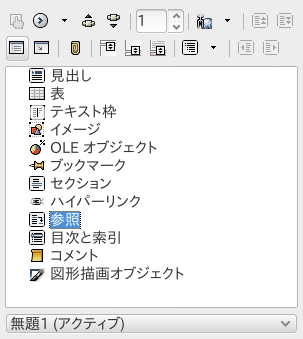 1
見出し
表
テキスト枠
イメージ
OLE オブジェクト
ブックマーク
セクション
ハイパーリンク
参照
目次と索引
コメント
図形描画オブジェクト
無題1 (アクティブ)